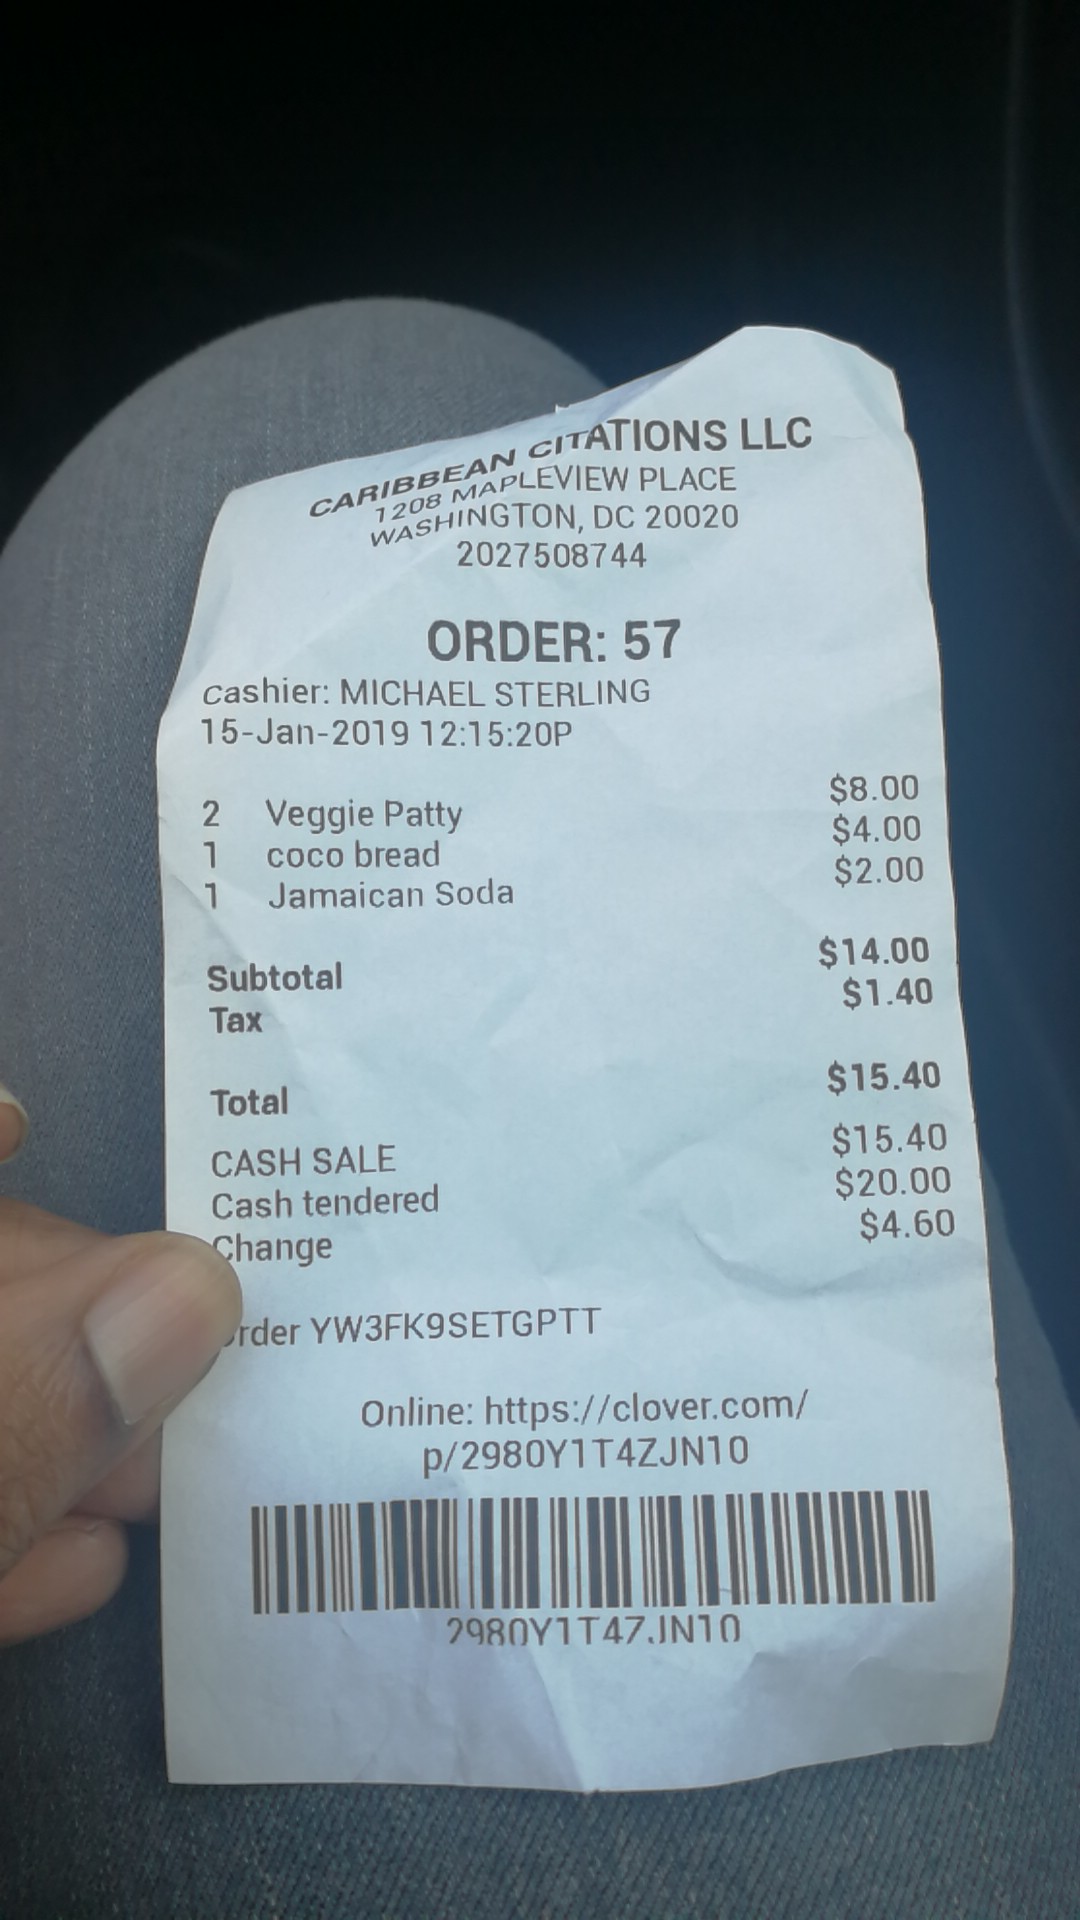 CARIBBEAN CITATIONS LLC
1208 MAPLEVIEW PLACE
WASHINGTON, DC 20020
2027508744
ORDER: 57
Cashier: MICHAEL STERLING
15-Jan-2019 12:15:20P
2 Veggie Patty $8.00
1 coco bread $4.00
1 Jamaican Soda $2.00
Subtotal $14.00
Tax $1.40
Total $15.40
CASH SALE $15.40
Cash tendered $20.00
Change $4.60
Order YW3FK9SETGPTT
Online: https://clover.com/
p/2980Y1T4ZJN10
2980Y1T4ZJN10